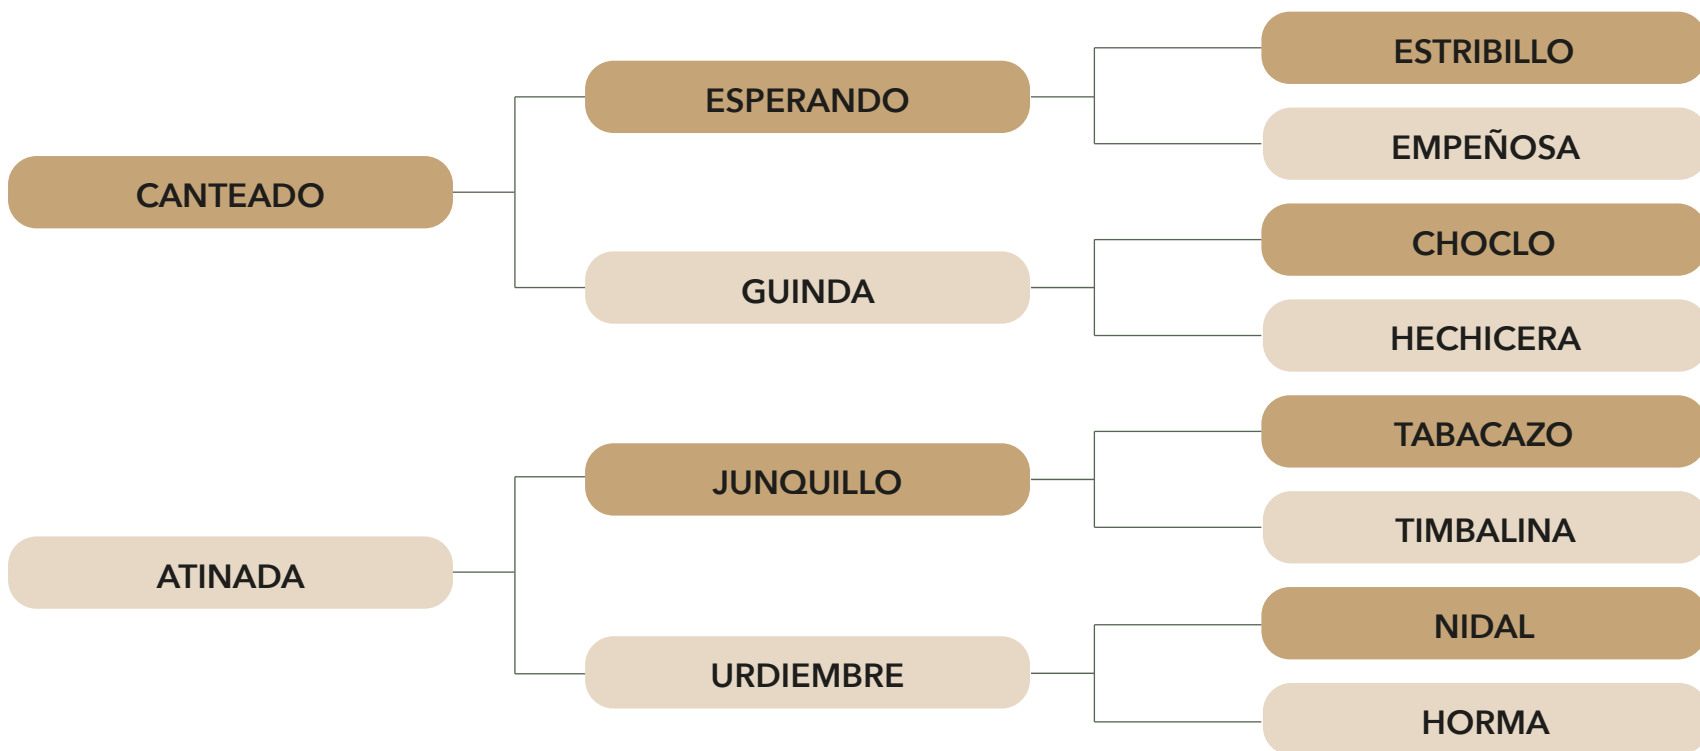 CANTEADO
ESPERANDO
ESTRIBILLO
EMPEÑOSA
GUINDA
CHOCLO
HECHICERA
ATINADA
JUNQUILLO
TABACAZO
TIMBALINA
URDIEMBRE
NIDAL
HORMA